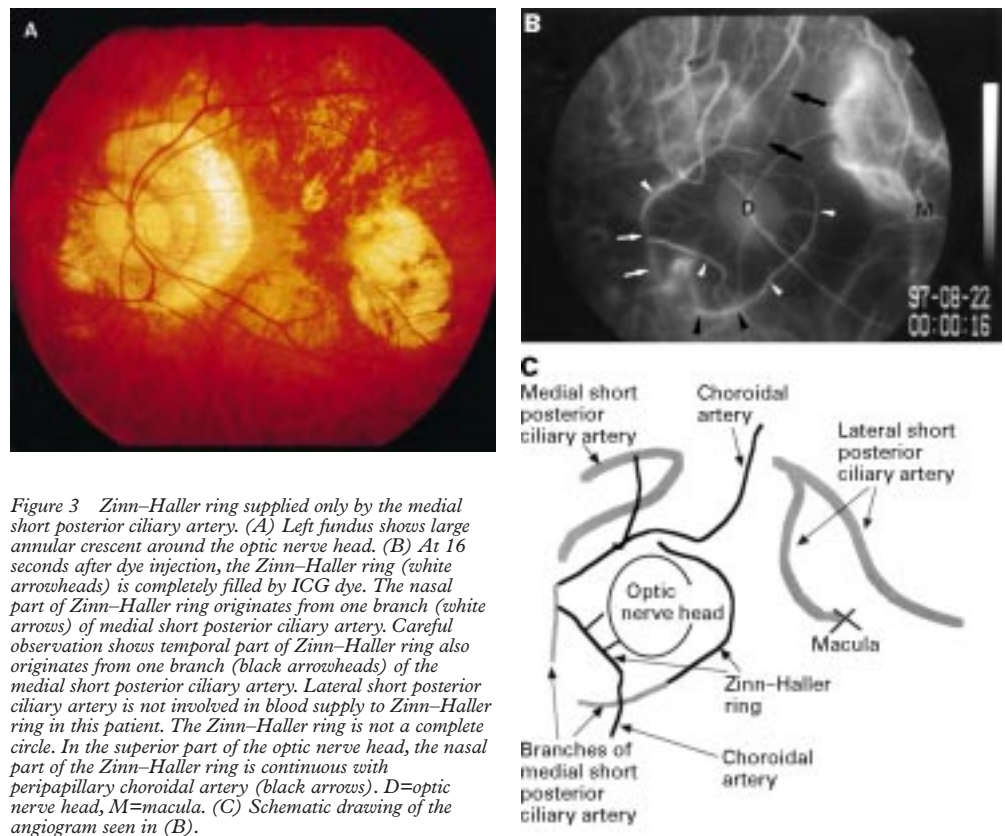 A
B
D
M
97-08-22
00:00:16
C
Medial short
posterior
ciliary artery
Choroidal
artery
Lateral short
posterior
ciliary artery
Optic
nerve head
Macula
Zinn–Haller
ring
Choroidal
artery
Branches of
medial short
posterior
ciliary artery
Figure 3 Zinn–Haller ring supplied only by the medial
short posterior ciliary artery. (A) Left fundus shows large
annular crescent around the optic nerve head. (B) At 16
seconds after dye injection, the Zinn–Haller ring (white
arrowheads) is completely filled by ICG dye. The nasal
part of Zinn–Haller ring originates from one branch (white
arrows) of medial short posterior ciliary artery. Careful
observation shows temporal part of Zinn–Haller ring also
originates from one branch (black arrowheads) of the
medial short posterior ciliary artery. Lateral short posterior
ciliary artery is not involved in blood supply to Zinn–Haller
ring in this patient. The Zinn–Haller ring is not a complete
circle. In the superior part of the optic nerve head, the nasal
part of the Zinn–Haller ring is continuous with
peripapillary choroidal artery (black arrows). D=optic
nerve head, M=macula. (C) Schematic drawing of the
angiogram seen in (B).